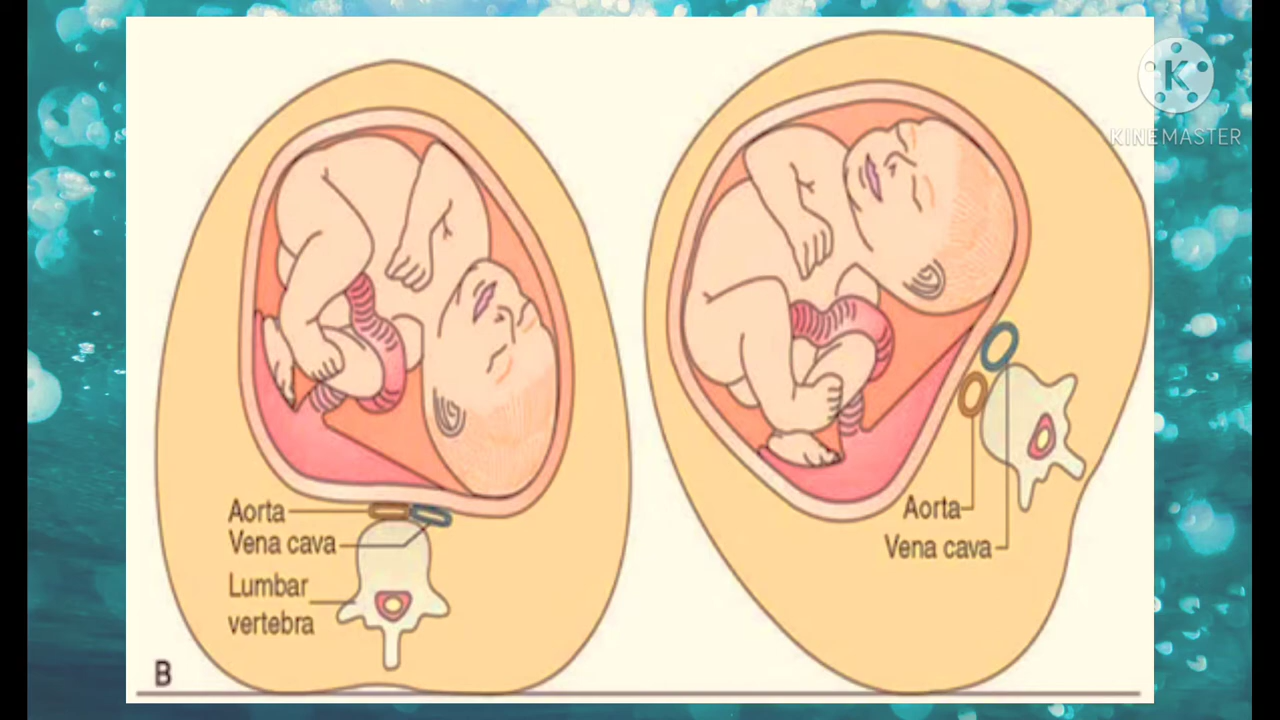 K
KINEMASTER
Aorta
Vena cava
Lumbar
vertebra
B
Aorta
Vena cava